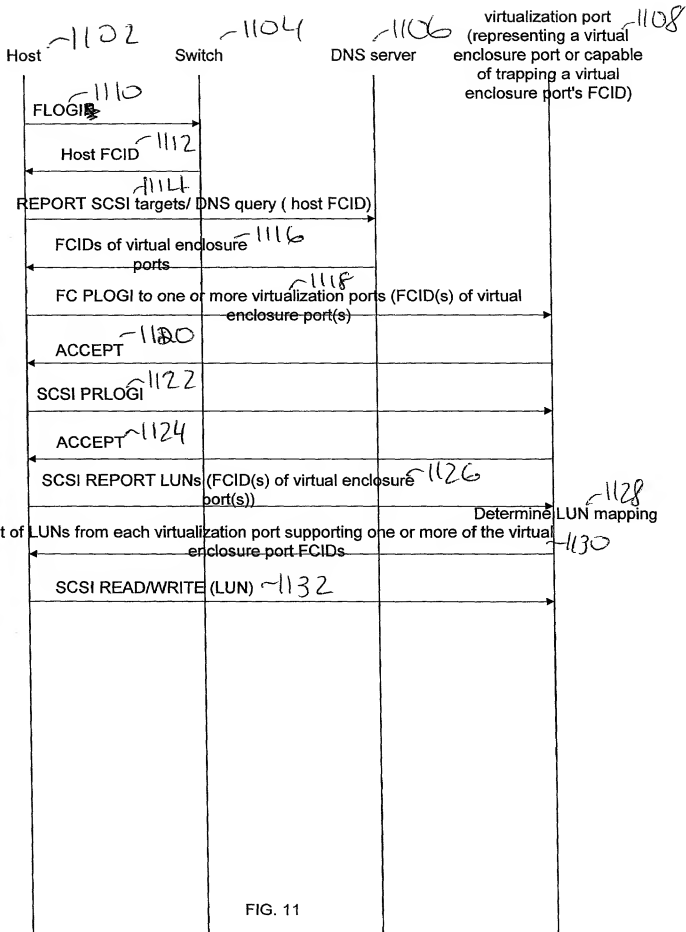 virtualization port 1108
(representing a virtual
enclosure port or capable
of trapping a virtual
enclosure port's FCID)
Host 1102
Switch 1104
DNS server 1106
FLOGI 1110
Host FCID 1112
REPORT SCSI targets/ DNS query ( host FCID) 1114
FCIDs of virtual enclosure 1116
ports
FC PLOGI to one or more virtualization ports (FCID(s) of virtual 1118
enclosure port(s)
ACCEPT 1120
SCSI PRLOGI 1122
ACCEPT 1124
SCSI REPORT LUNs (FCID(s) of virtual enclosure 1126
port(s))
Determine LUN mapping 1128
t of LUNs from each virtualization port supporting one or more of the virtual 1130
enclosure port FCIDs
SCSI READ/WRITE (LUN) 1132
FIG. 11